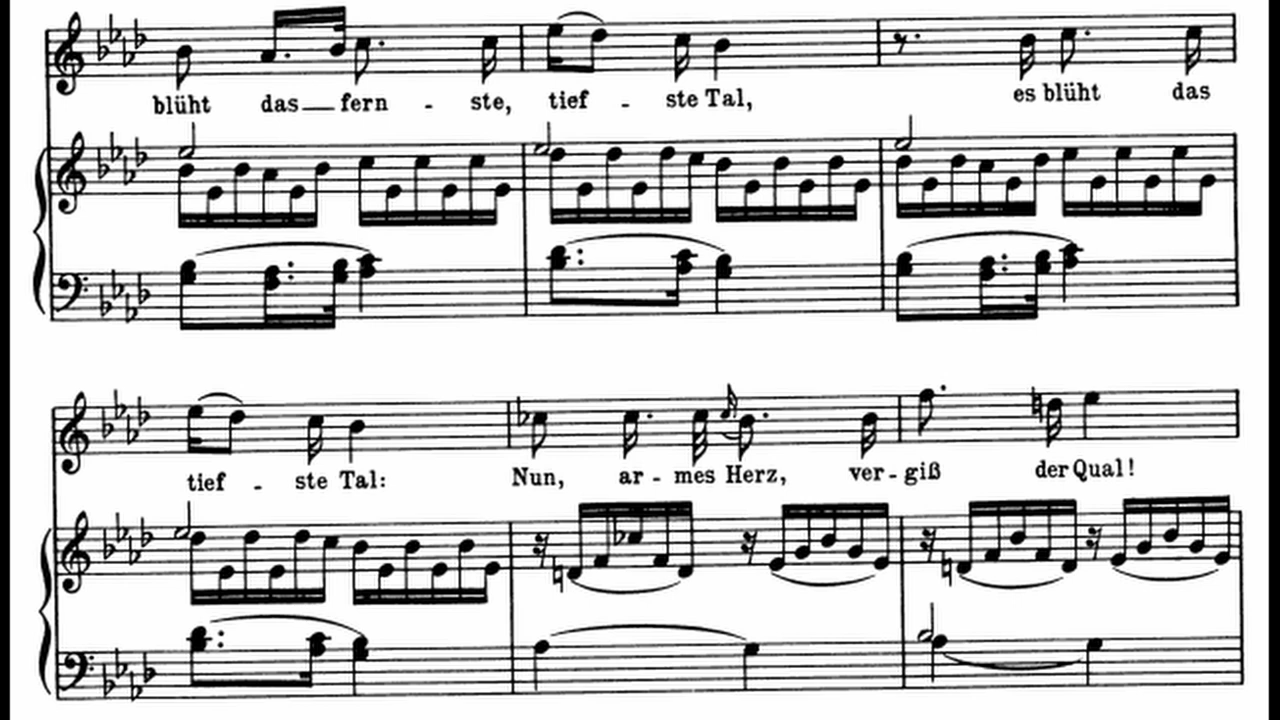 blüht das fern - ste, tief - ste Tal, es blüht das
tief - ste Tal: Nun, ar - mes Herz, ver - giß der Qual!